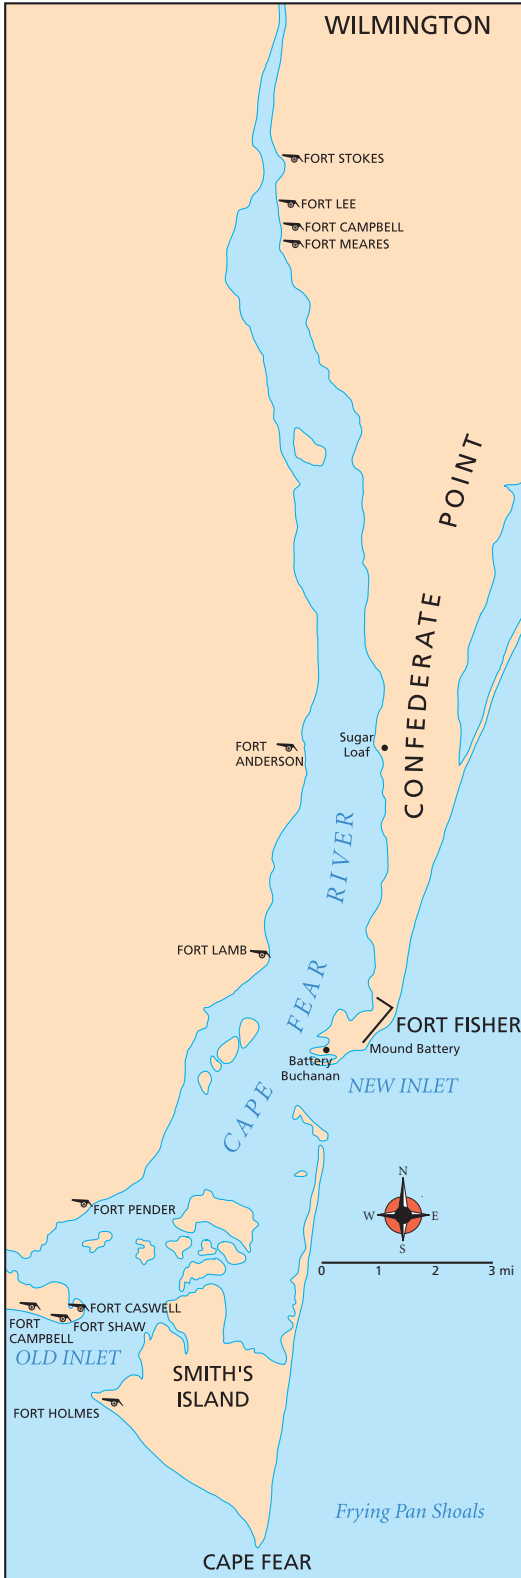 WILMINGTON
FORT STOKES
FORT LEE
FORT CAMPBELL
FORT MEARES
CONFEDERATE POINT
FORT
ANDERSON
Sugar
Loaf
CAPE FEAR RIVER
FORT LAMB
FORT FISHER
Mound Battery
Battery
Buchanan
NEW INLET
FORT PENDER
N
W
E
S
0 1 2 3 mi
FORT CASWELL
FORT SHAW
FORT
CAMPBELL
OLD INLET
SMITH'S
ISLAND
FORT HOLMES
Frying Pan Shoals
CAPE FEAR